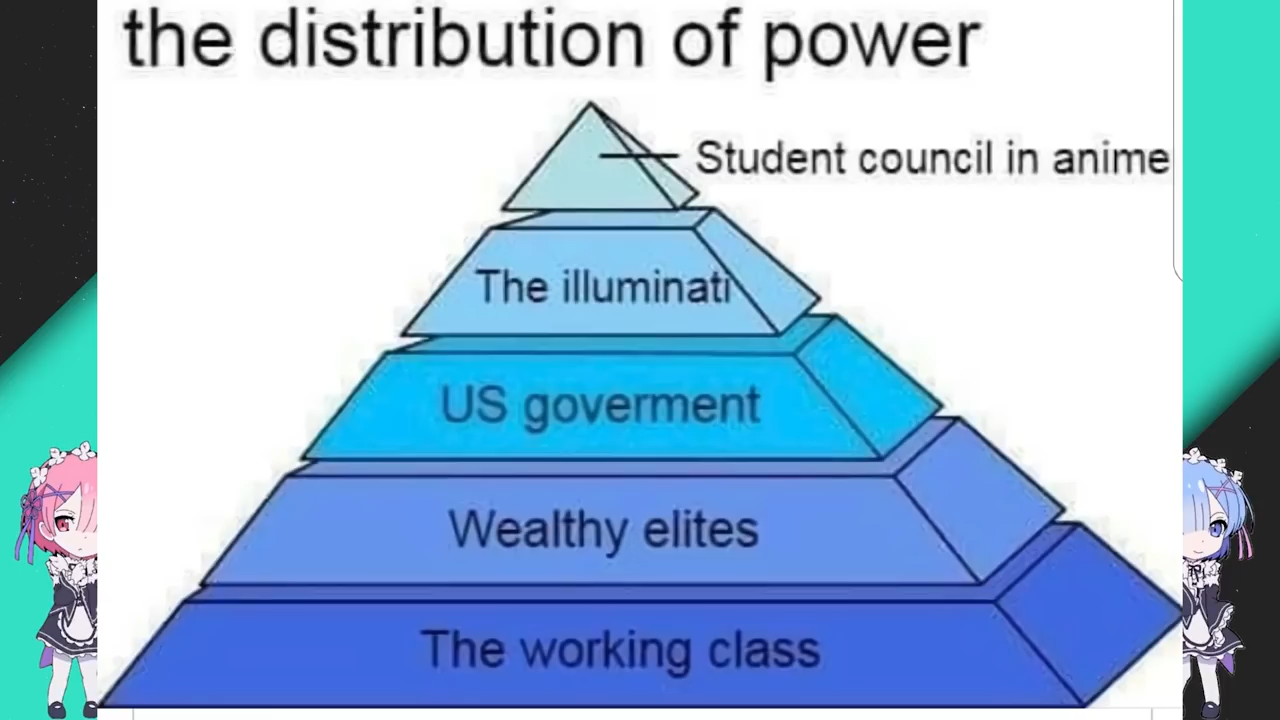 the distribution of power
Student council in anime
The illuminati
US goverment
Wealthy elites
The working class